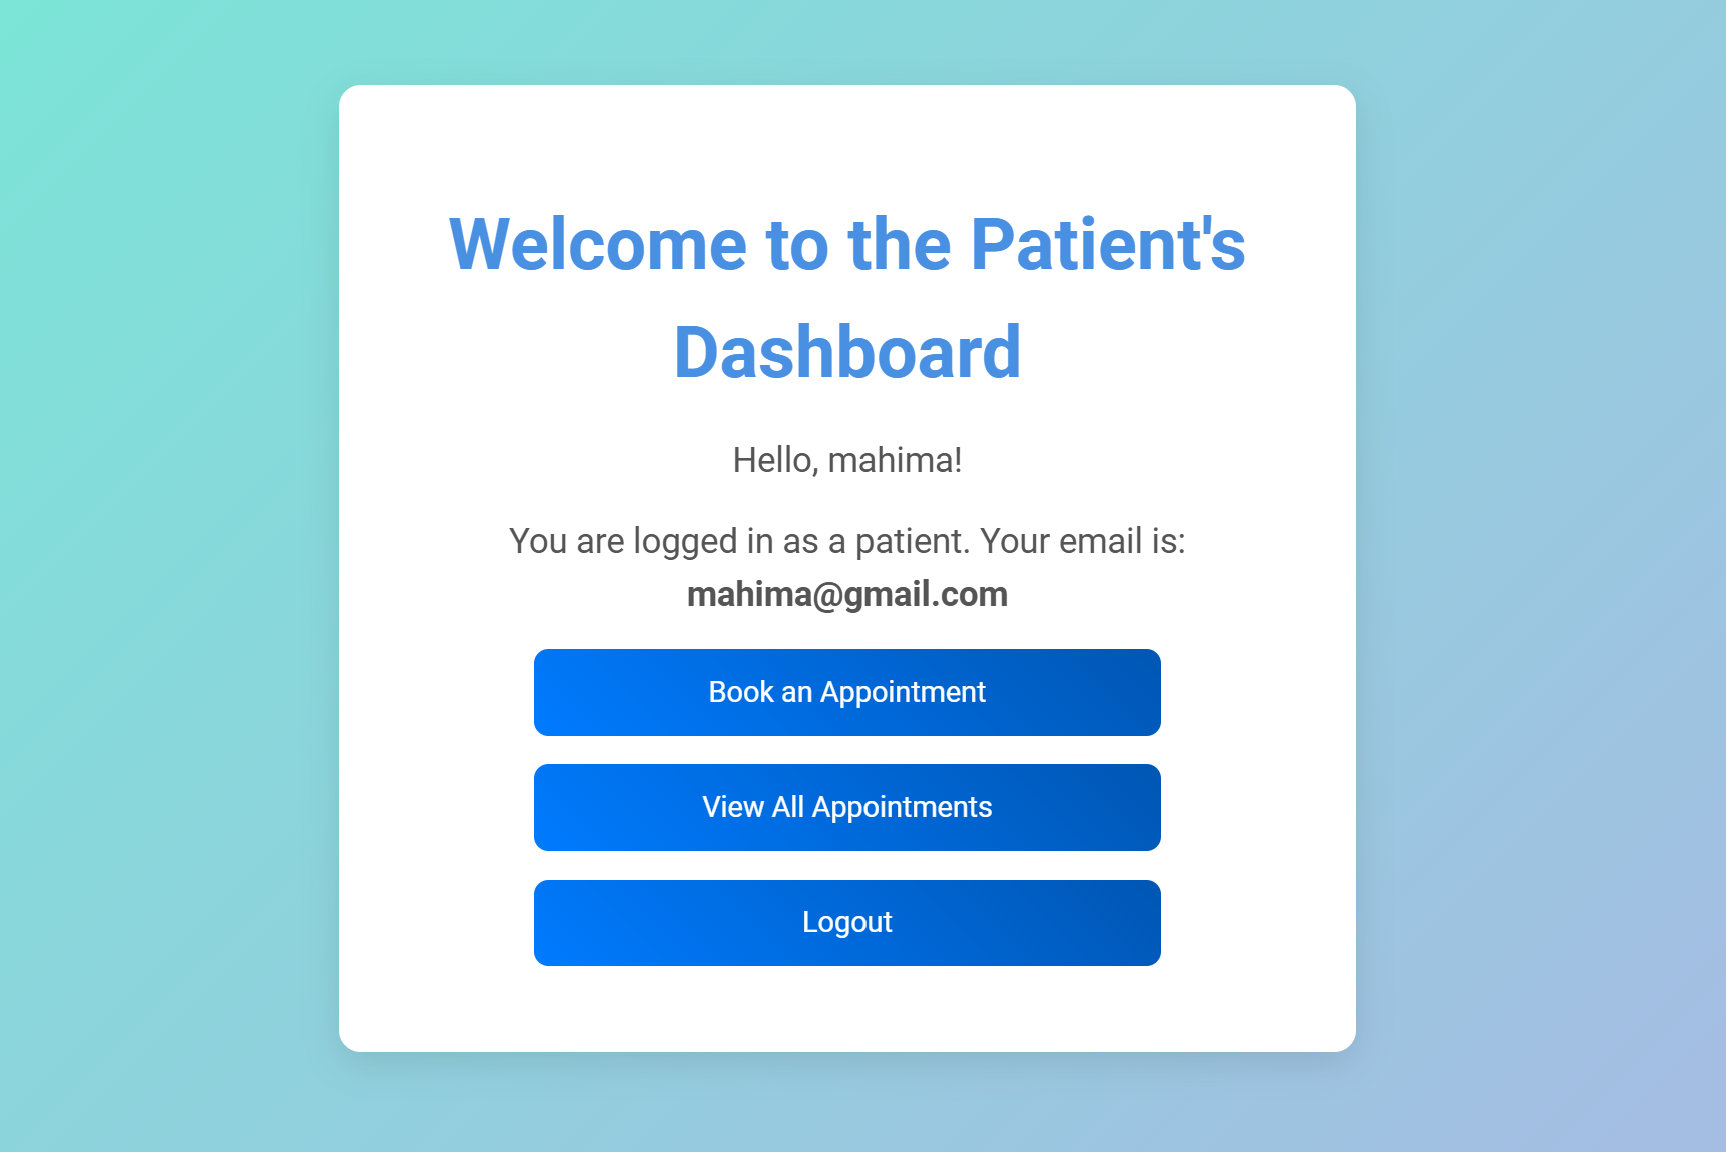 Welcome to the Patient's
Dashboard
Hello, mahima!
You are logged in as a patient. Your email is:
mahima@gmail.com
Book an Appointment
View All Appointments
Logout